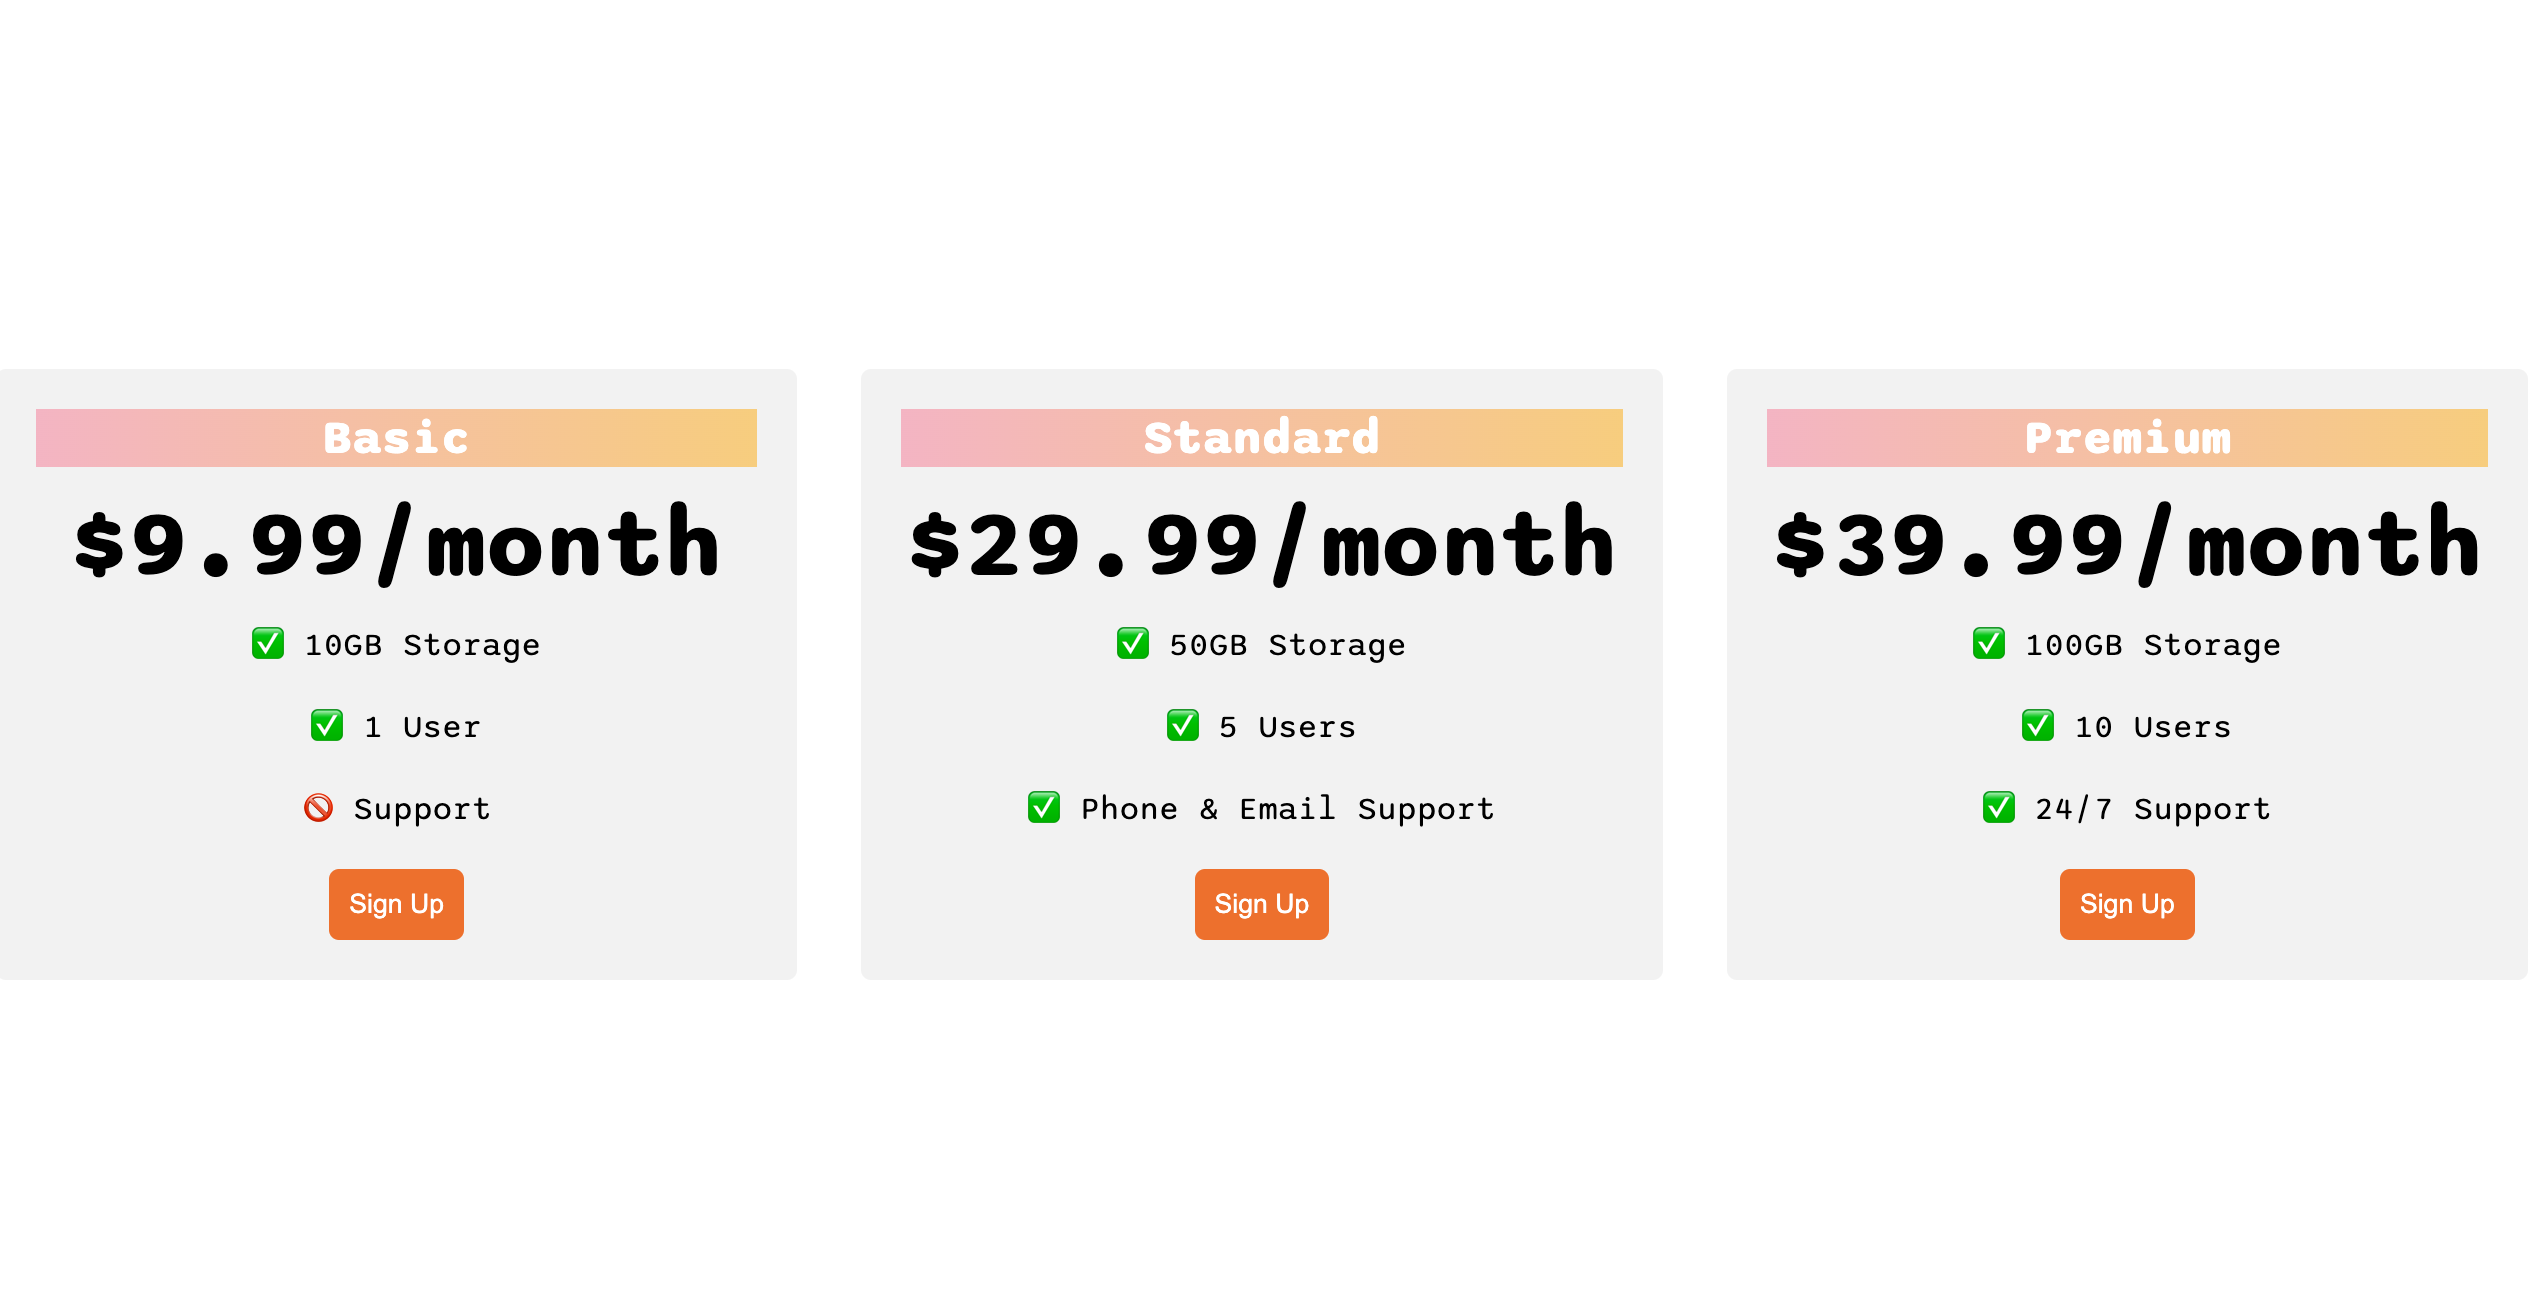 Basic
$9.99/month
✅ 10GB Storage
✅ 1 User
🚫 Support
Sign Up
Standard
$29.99/month
✅ 50GB Storage
✅ 5 Users
✅ Phone & Email Support
Sign Up
Premium
$39.99/month
✅ 100GB Storage
✅ 10 Users
✅ 24/7 Support
Sign Up